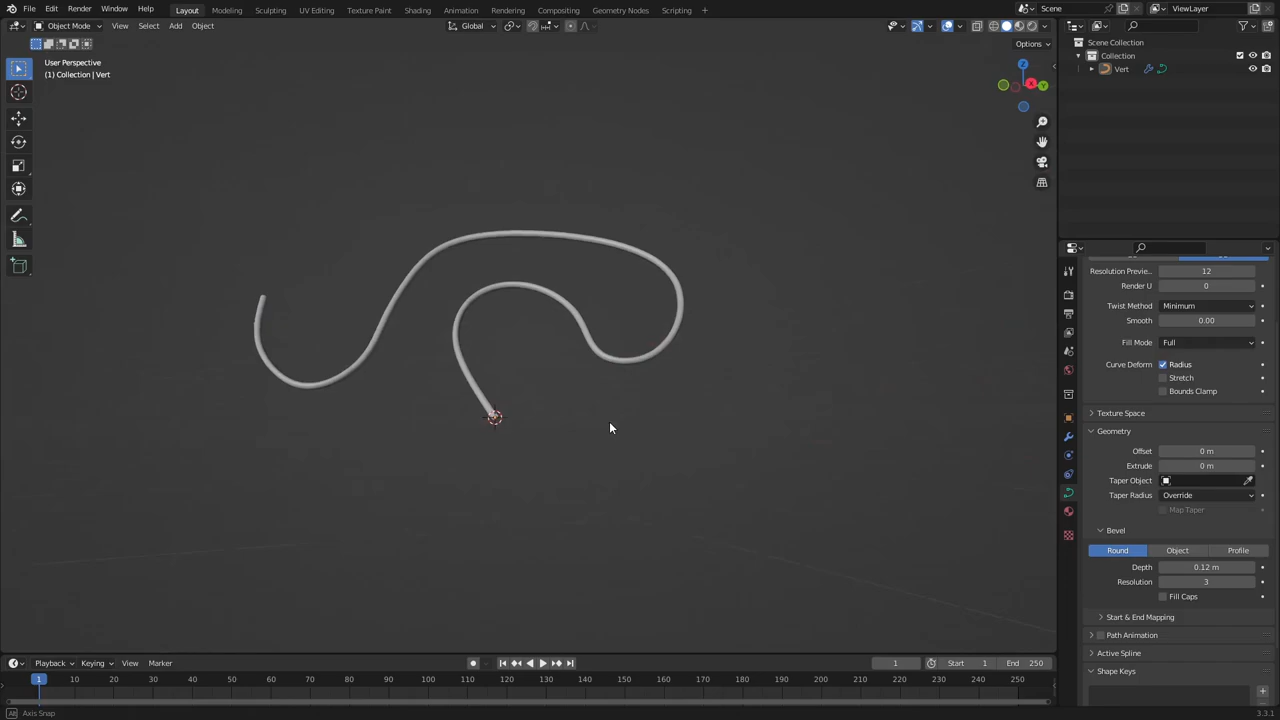 File Edit Render Window Help Layout Modeling Sculpting UV Editing Texture Paint Shading Animation Rendering Compositing Geometry Nodes Scripting + Scene ViewLayer
Object Mode View Select Add Object Global
Options
User Perspective
(1) Collection | Vert
Z
X
Y
Scene Collection
Collection
Vert
Resolution Previe... 12
Render U 0
Twist Method Minimum
Smooth 0.00
Fill Mode Full
Curve Deform Radius
Stretch
Bounds Clamp
Texture Space
Geometry
Offset 0 m
Extrude 0 m
Taper Object
Taper Radius Override
Map Taper
Bevel
Round Object Profile
Depth 0.12 m
Resolution 3
Fill Caps
Start & End Mapping
Path Animation
Active Spline
Shape Keys
Playback Keying View Marker 1 Start 1 End 250
1 10 20 30 40 50 60 70 80 90 100 110 120 130 140 150 160 170 180 190 200 210 220 230 240 250
Axis Snap 3.3.1